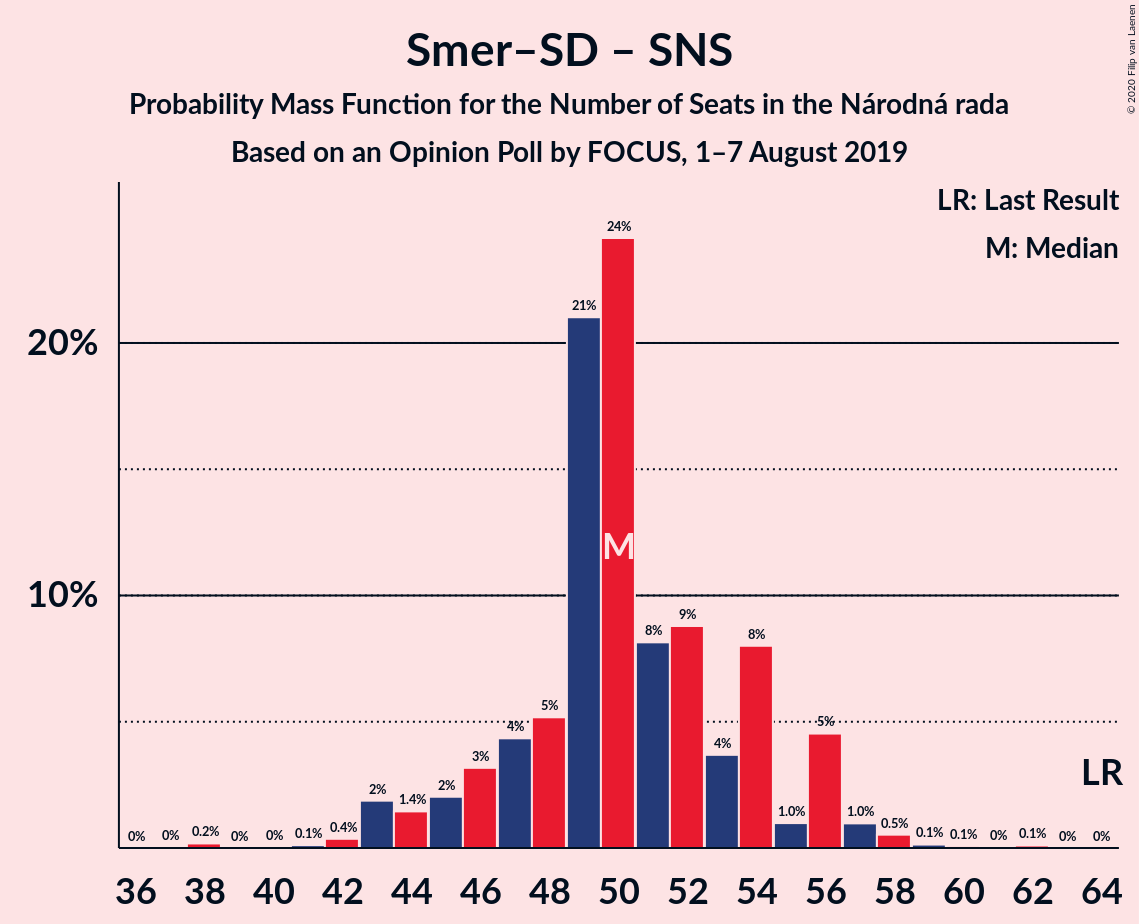 Smer–SD – SNS
Probability Mass Function for the Number of Seats in the Národná rada
Based on an Opinion Poll by FOCUS, 1–7 August 2019
© 2020 Filip van Laenen
LR: Last Result
M: Median
20%
10%
0% 0% 0.2% 0% 0% 0.1% 0.4% 2% 1.4% 2% 3% 4% 5% 21% 24% 8% 9% 4% 8% 1.0% 5% 1.0% 0.5% 0.1% 0.1% 0% 0.1% 0% 0%
M
LR
36 38 40 42 44 46 48 50 52 54 56 58 60 62 64